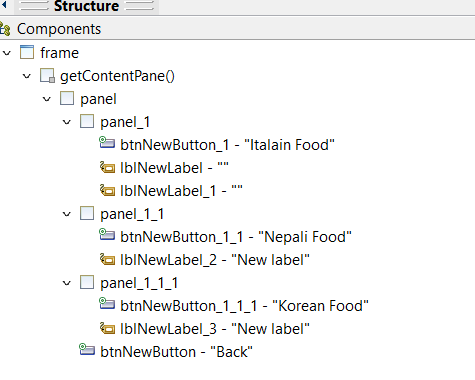 Structure
Components
frame
getContentPane()
panel
panel_1
btnNewButton_1 - "Italain Food"
lblNewLabel - ""
lblNewLabel_1 - ""
panel_1_1
btnNewButton_1_1 - "Nepali Food"
lblNewLabel_2 - "New label"
panel_1_1_1
btnNewButton_1_1_1 - "Korean Food"
lblNewLabel_3 - "New label"
btnNewButton - "Back"